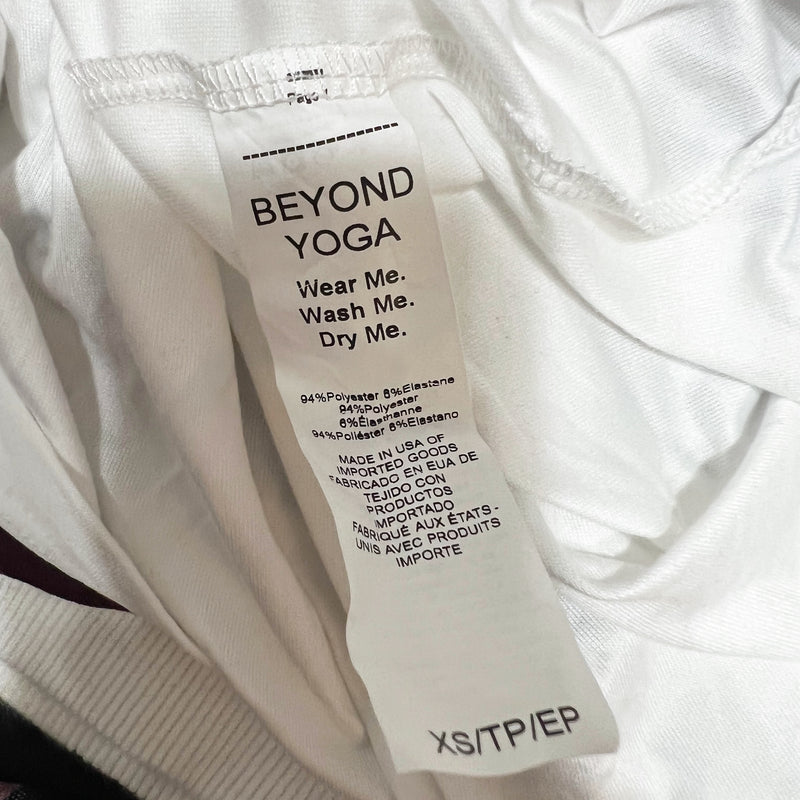 Page
BEYOND
YOGA
Wear Me.
Wash Me.
Dry Me.
94%Polyester 6%Elastane
94%Polyester
6%Élasthanne
94%Poliéster 6%Elastano
MADE IN USA OF
IMPORTED GOODS
FABRICADO EN EUA DE
TEJIDO CON
PRODUCTOS
IMPORTADO
FABRIQUÉ AUX ÉTATS-
UNIS AVEC PRODUITS
IMPORTE
XS/TP/EP